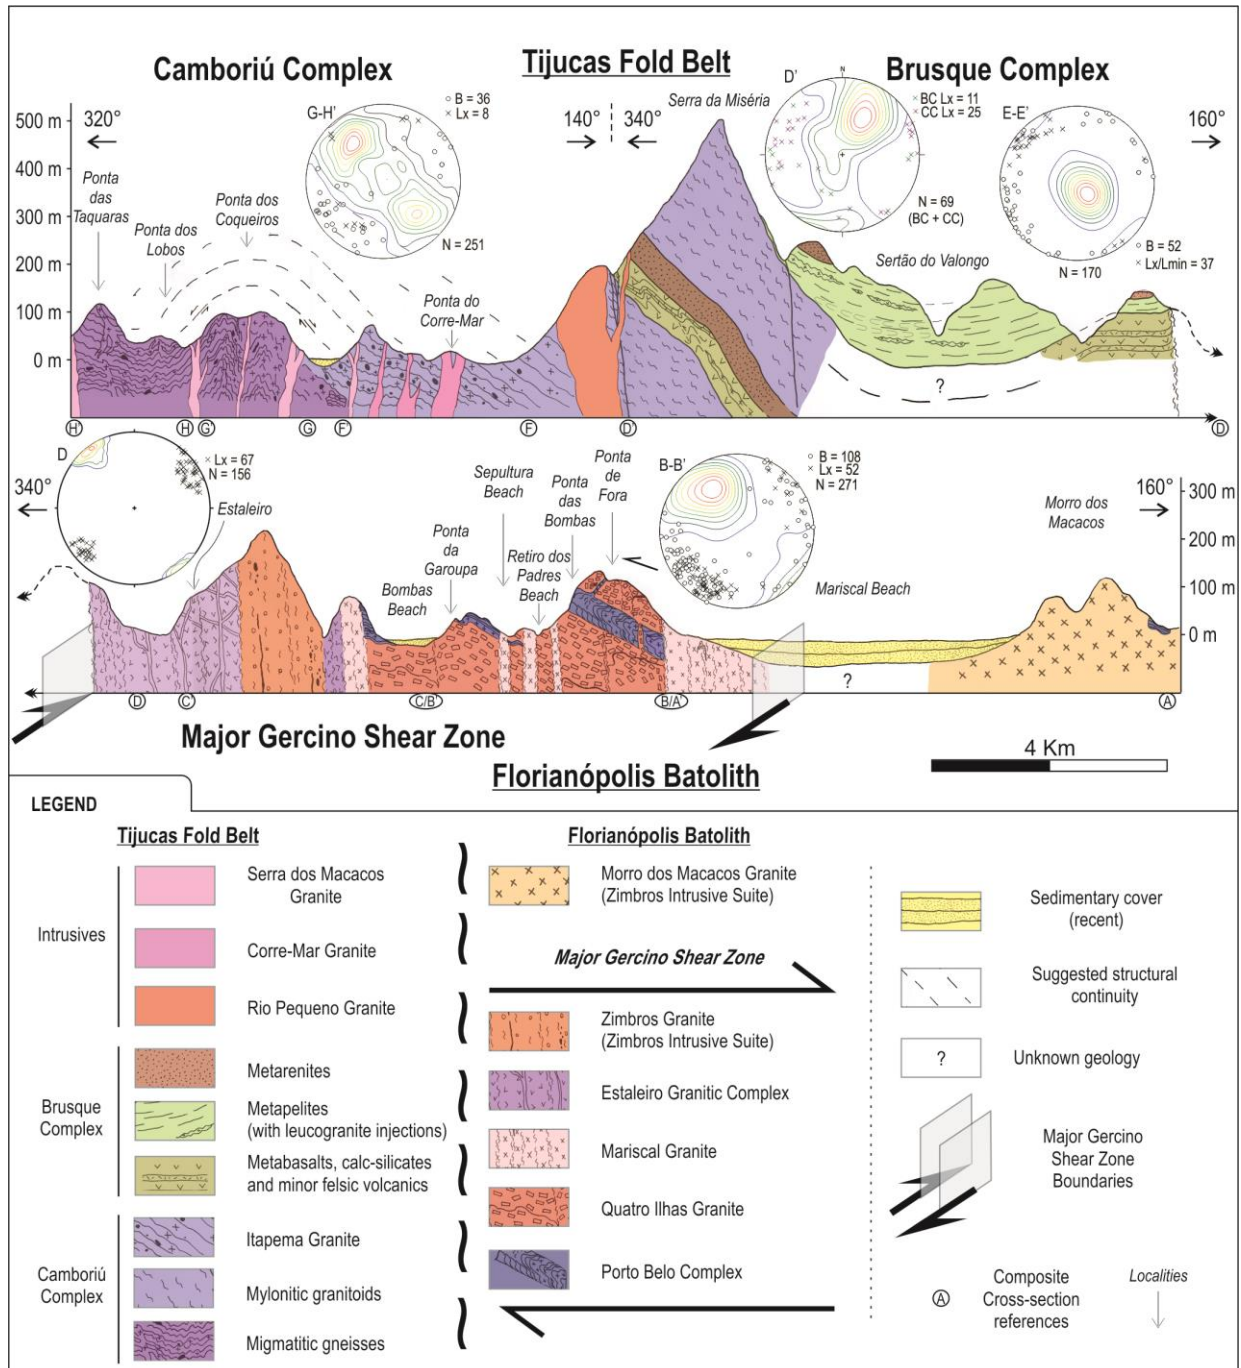 Camboriú Complex
Tijucas Fold Belt
Brusque Complex
500 m
400 m
300 m
200 m
100 m
0 m
320°
140°
340°
160°
G-H'
○ B = 36
× Lx = 8
N = 251
Serra da Miséria
D'
N
× BC Lx = 11
× CC Lx = 25
N = 69
(BC + CC)
E-E'
○ B = 52
× Lx/Lmin = 37
N = 170
Ponta
das
Taquaras
Ponta dos
Lobos
Ponta dos
Coqueiros
Ponta do
Corre-Mar
Sertão do Valongo
?
H'
H
G'
G
F'
F
D'
D
340°
D
× Lx = 67
N = 156
Estaleiro
Ponta
da
Garoupa
Bombas
Beach
Sepultura
Beach
Retiro dos
Padres
Beach
Ponta
das
Bombas
Ponta
de
Fora
B-B'
○ B = 108
× Lx = 52
N = 271
Mariscal Beach
Morro dos
Macacos
160°
300 m
200 m
100 m
0 m
?
D
C'
C/B'
B/A'
A
Major Gercino Shear Zone
4 Km
Florianópolis Batolith
LEGEND
Tijucas Fold Belt
Intrusives
Serra dos Macacos
Granite
Corre-Mar Granite
Rio Pequeno Granite
Brusque
Complex
Metarenites
Metapelites
(with leucogranite injections)
Metabasalts, calc-silicates
and minor felsic volcanics
Camboriú
Complex
Itapema Granite
Mylonitic granitoids
Migmatitic gneisses
Florianópolis Batolith
Morro dos Macacos Granite
(Zimbros Intrusive Suite)
Major Gercino Shear Zone
Zimbros Granite
(Zimbros Intrusive Suite)
Estaleiro Granitic Complex
Mariscal Granite
Quatro Ilhas Granite
Porto Belo Complex
Sedimentary cover
(recent)
Suggested structural
continuity
?
Unknown geology
Major Gercino
Shear Zone
Boundaries
A
Composite
Cross-section
references
Localities